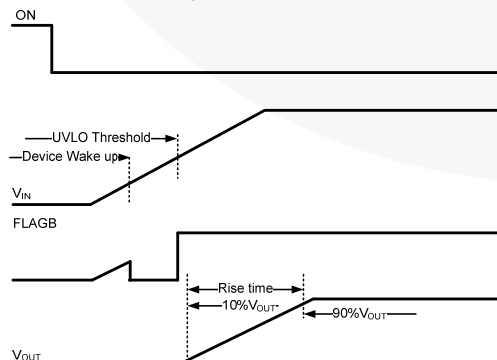 ON
UVLO Threshold
Device Wake up
VIN
FLAGB
Rise time
10%VOUT
90%VOUT
VOUT